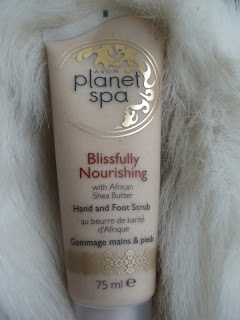 AVON
planet
spa
Blissfully
Nourishing
with African
Shea Butter
Hand and Foot Scrub
au beurre de karité
d'Afrique
Gommage mains & pieds
75 ml e